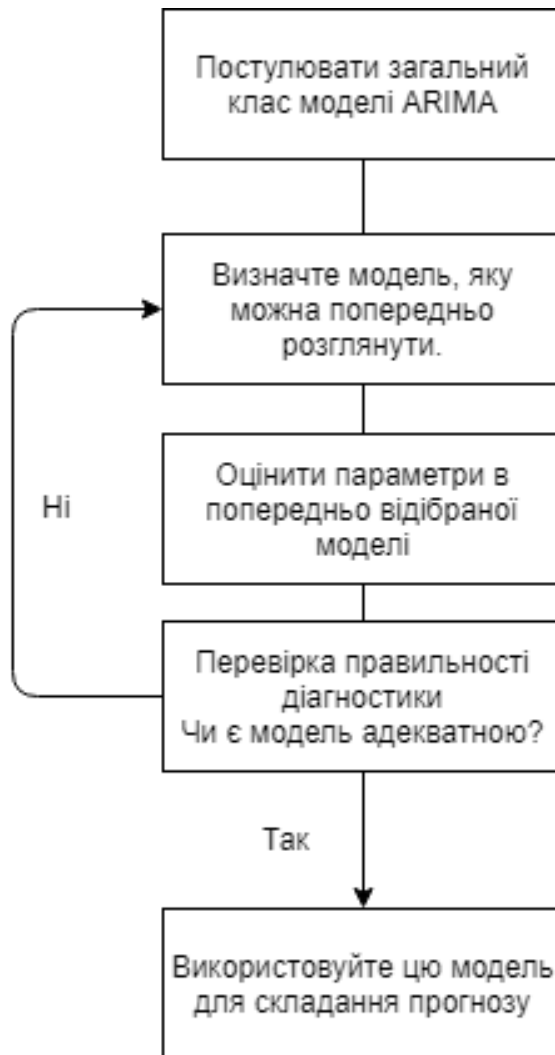 Постулювати загальний
клас моделі ARIMA
Визначте модель, яку
можна попередньо
розглянути.
Ні
Оцінити параметри в
попередньо відібраної
моделі
Перевірка правильності
діагностики
Чи є модель адекватною?
Так
Використовуйте цю модель
для складання прогнозу